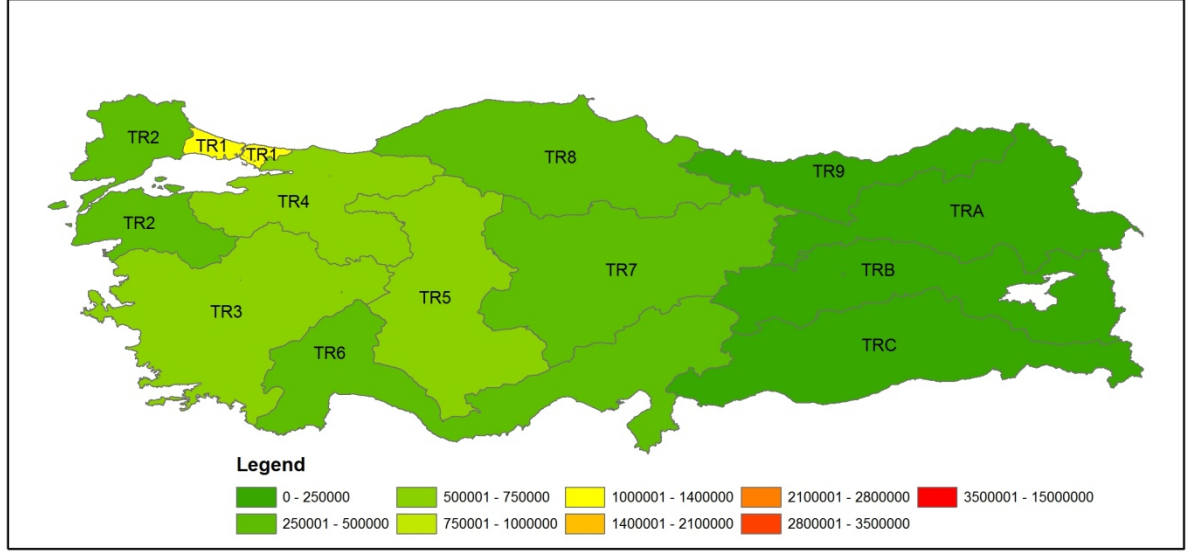 TR2
TR1
TR1
TR8
TR9
TR4
TRA
TR2
TRB
TR7
TR5
TR3
TRC
TR6
Legend
0 - 250000
500001 - 750000
1000001 - 1400000
2100001 - 2800000
3500001 - 15000000
250001 - 500000
750001 - 1000000
1400001 - 2100000
2800001 - 3500000